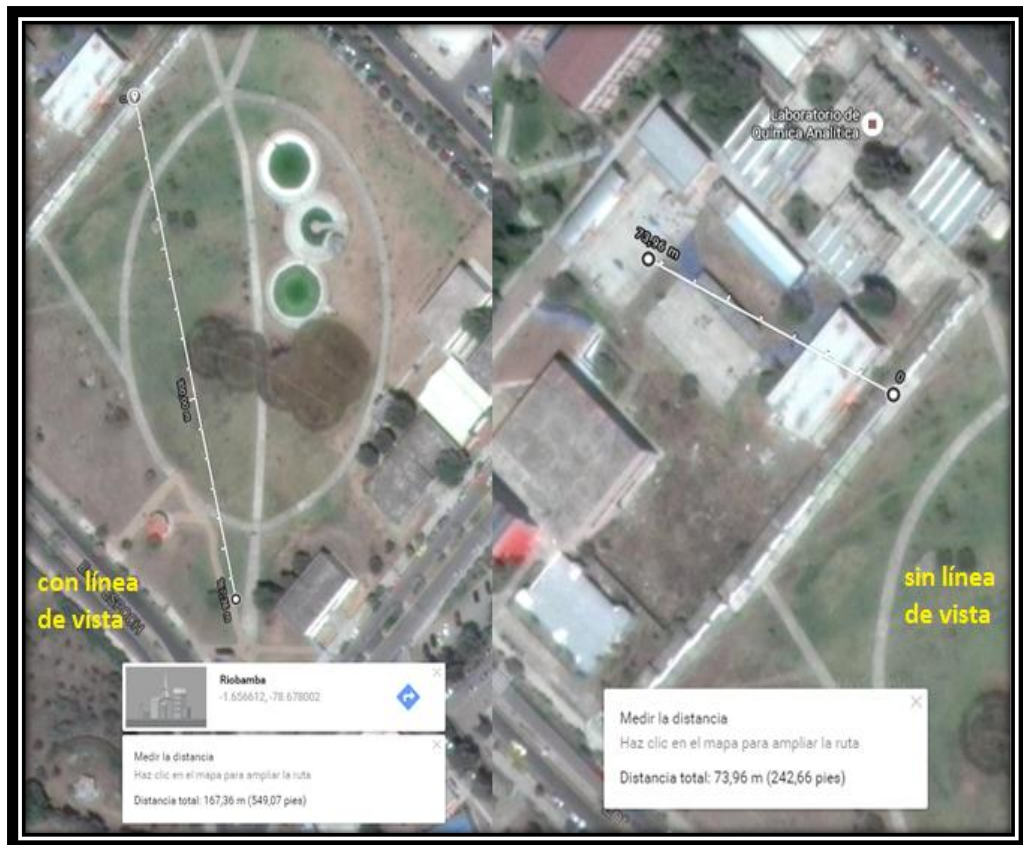 100,00 m
con línea
de vista
Riobamba
-1.656612, -78.678002
Medir la distancia
Haz clic en el mapa para ampliar la ruta
Distancia total: 167,36 m (549,07 pies)
Laboratorio de
Química Analítica
73,96 m
0
sin línea
de vista
Medir la distancia
Haz clic en el mapa para ampliar la ruta
Distancia total: 73,96 m (242,66 pies)